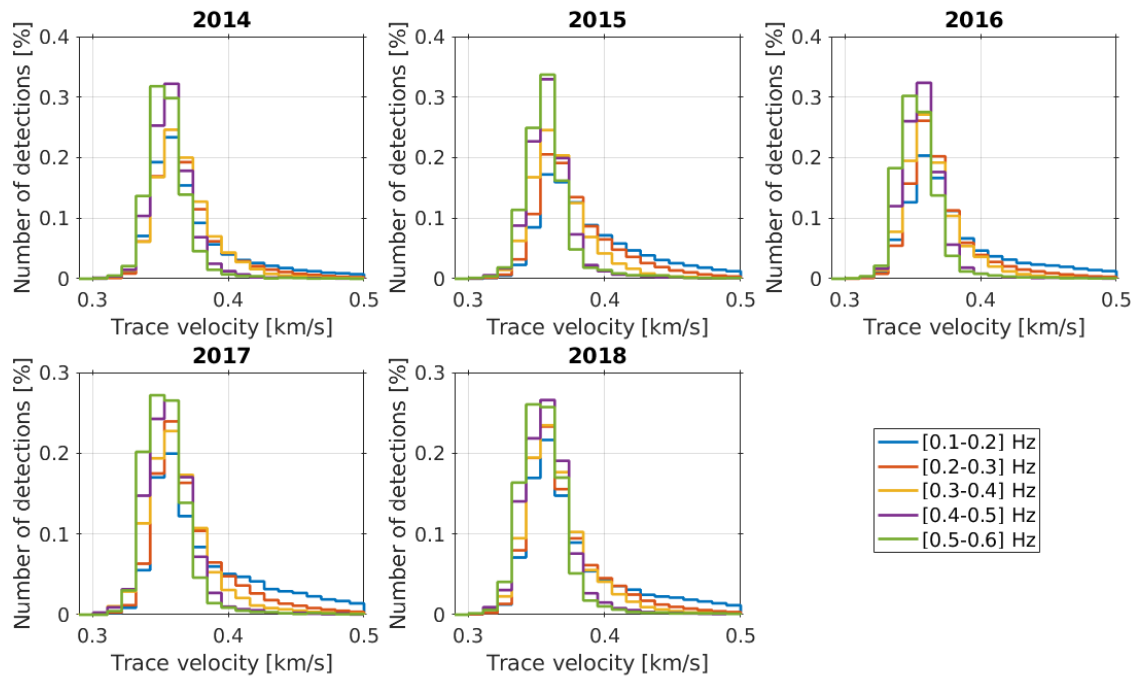 2014
Number of detections [%]
0.4
0.3
0.2
0.1
0
0.3
0.4
0.5
Trace velocity [km/s]
2015
Number of detections [%]
0.4
0.3
0.2
0.1
0
0.3
0.4
0.5
Trace velocity [km/s]
2016
Number of detections [%]
0.4
0.3
0.2
0.1
0
0.3
0.4
0.5
Trace velocity [km/s]
2017
Number of detections [%]
0.3
0.2
0.1
0
0.3
0.4
0.5
Trace velocity [km/s]
2018
Number of detections [%]
0.3
0.2
0.1
0
0.3
0.4
0.5
Trace velocity [km/s]
[0.1-0.2] Hz
[0.2-0.3] Hz
[0.3-0.4] Hz
[0.4-0.5] Hz
[0.5-0.6] Hz